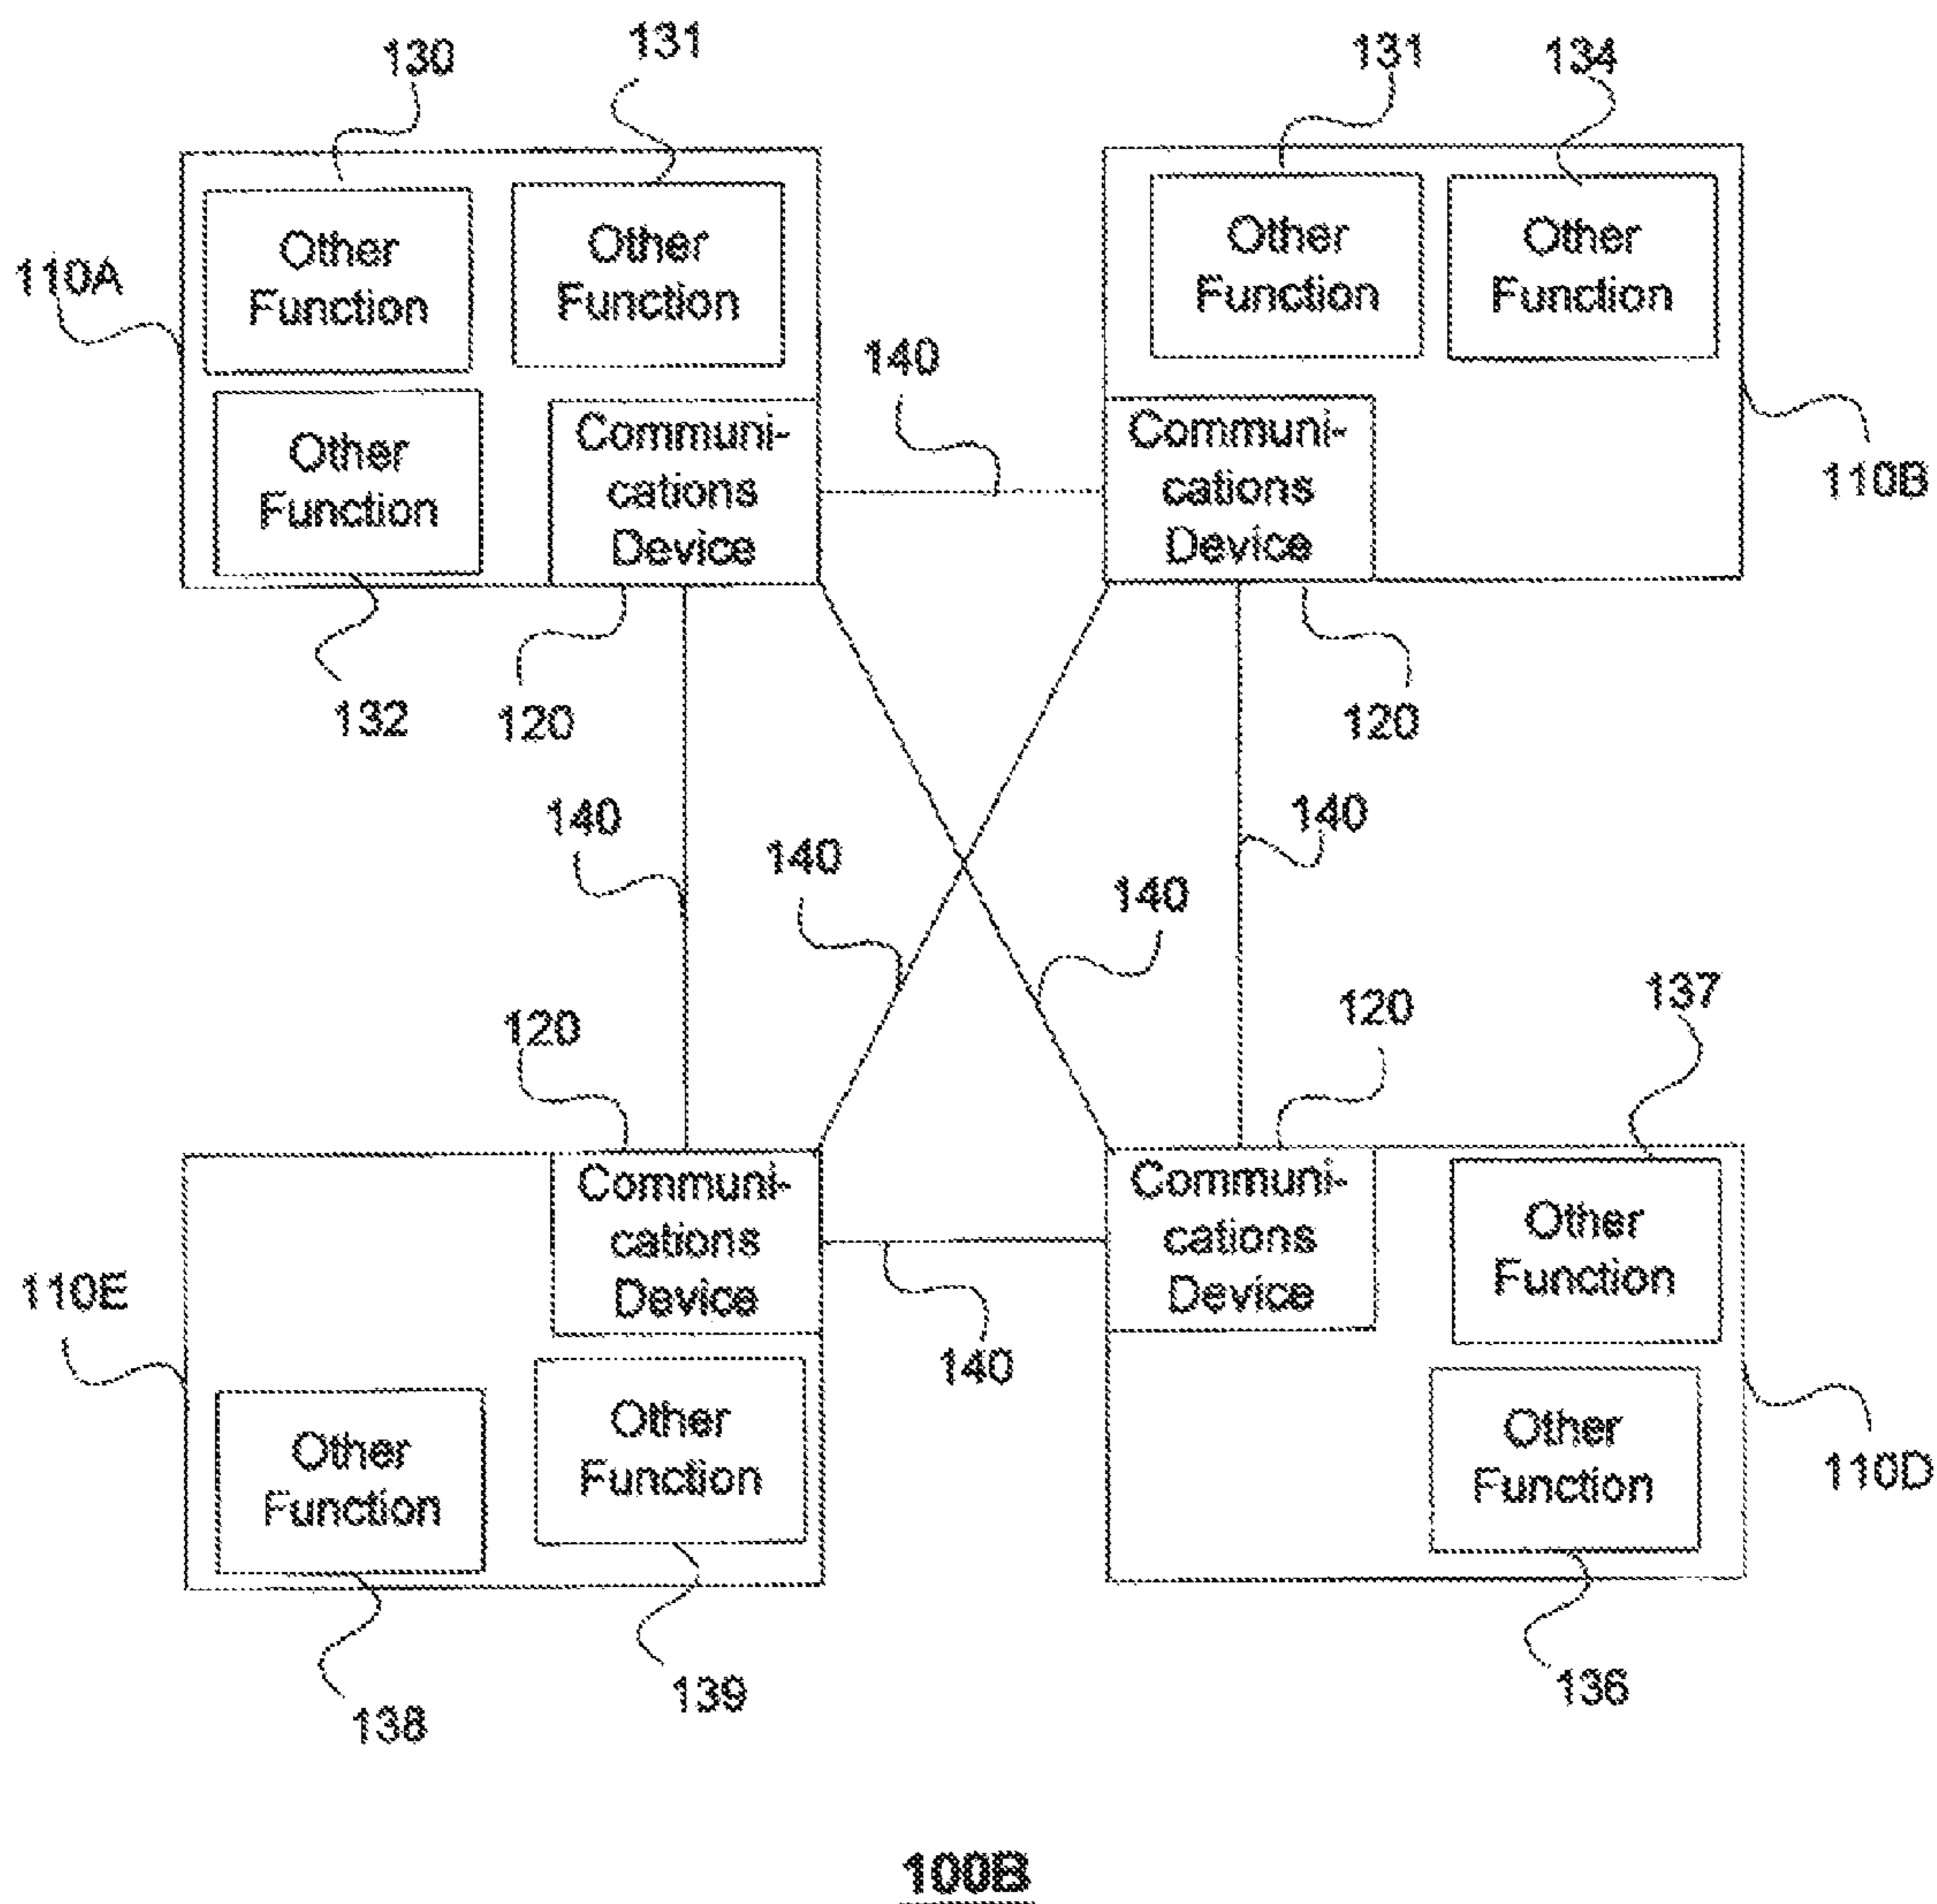 130
131
131
134
110A
Other
Function
Other
Function
Other
Function
Other
Function
140
Other
Function
Communi-
cations
Device
Communi-
cations
Device
110B
132
120
120
140
140
140
140
120
120
137
Communi-
cations
Device
Communi-
cations
Device
Other
Function
110E
140
Other
Function
Other
Function
Other
Function
110D
138
139
136
100B